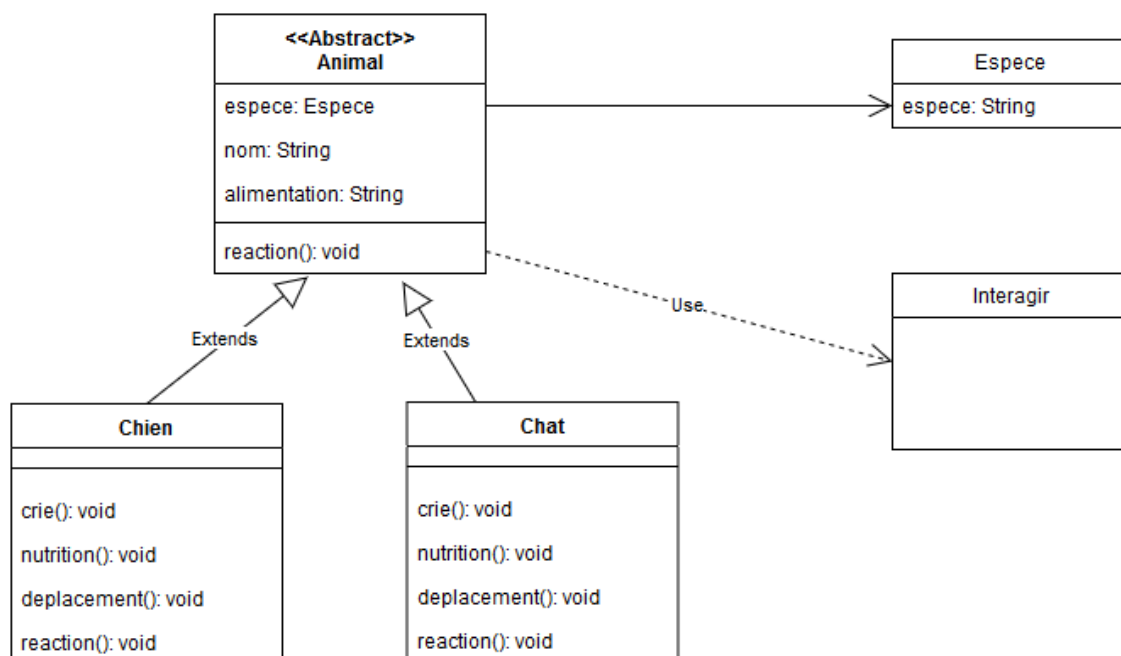 <<Abstract>>
Animal
espece: Espece
nom: String
alimentation: String
reaction(): void
Espece
espece: String
Use
Interagir
Extends
Extends
Chien
crie(): void
nutrition(): void
deplacement(): void
reaction(): void
Chat
crie(): void
nutrition(): void
deplacement(): void
reaction(): void